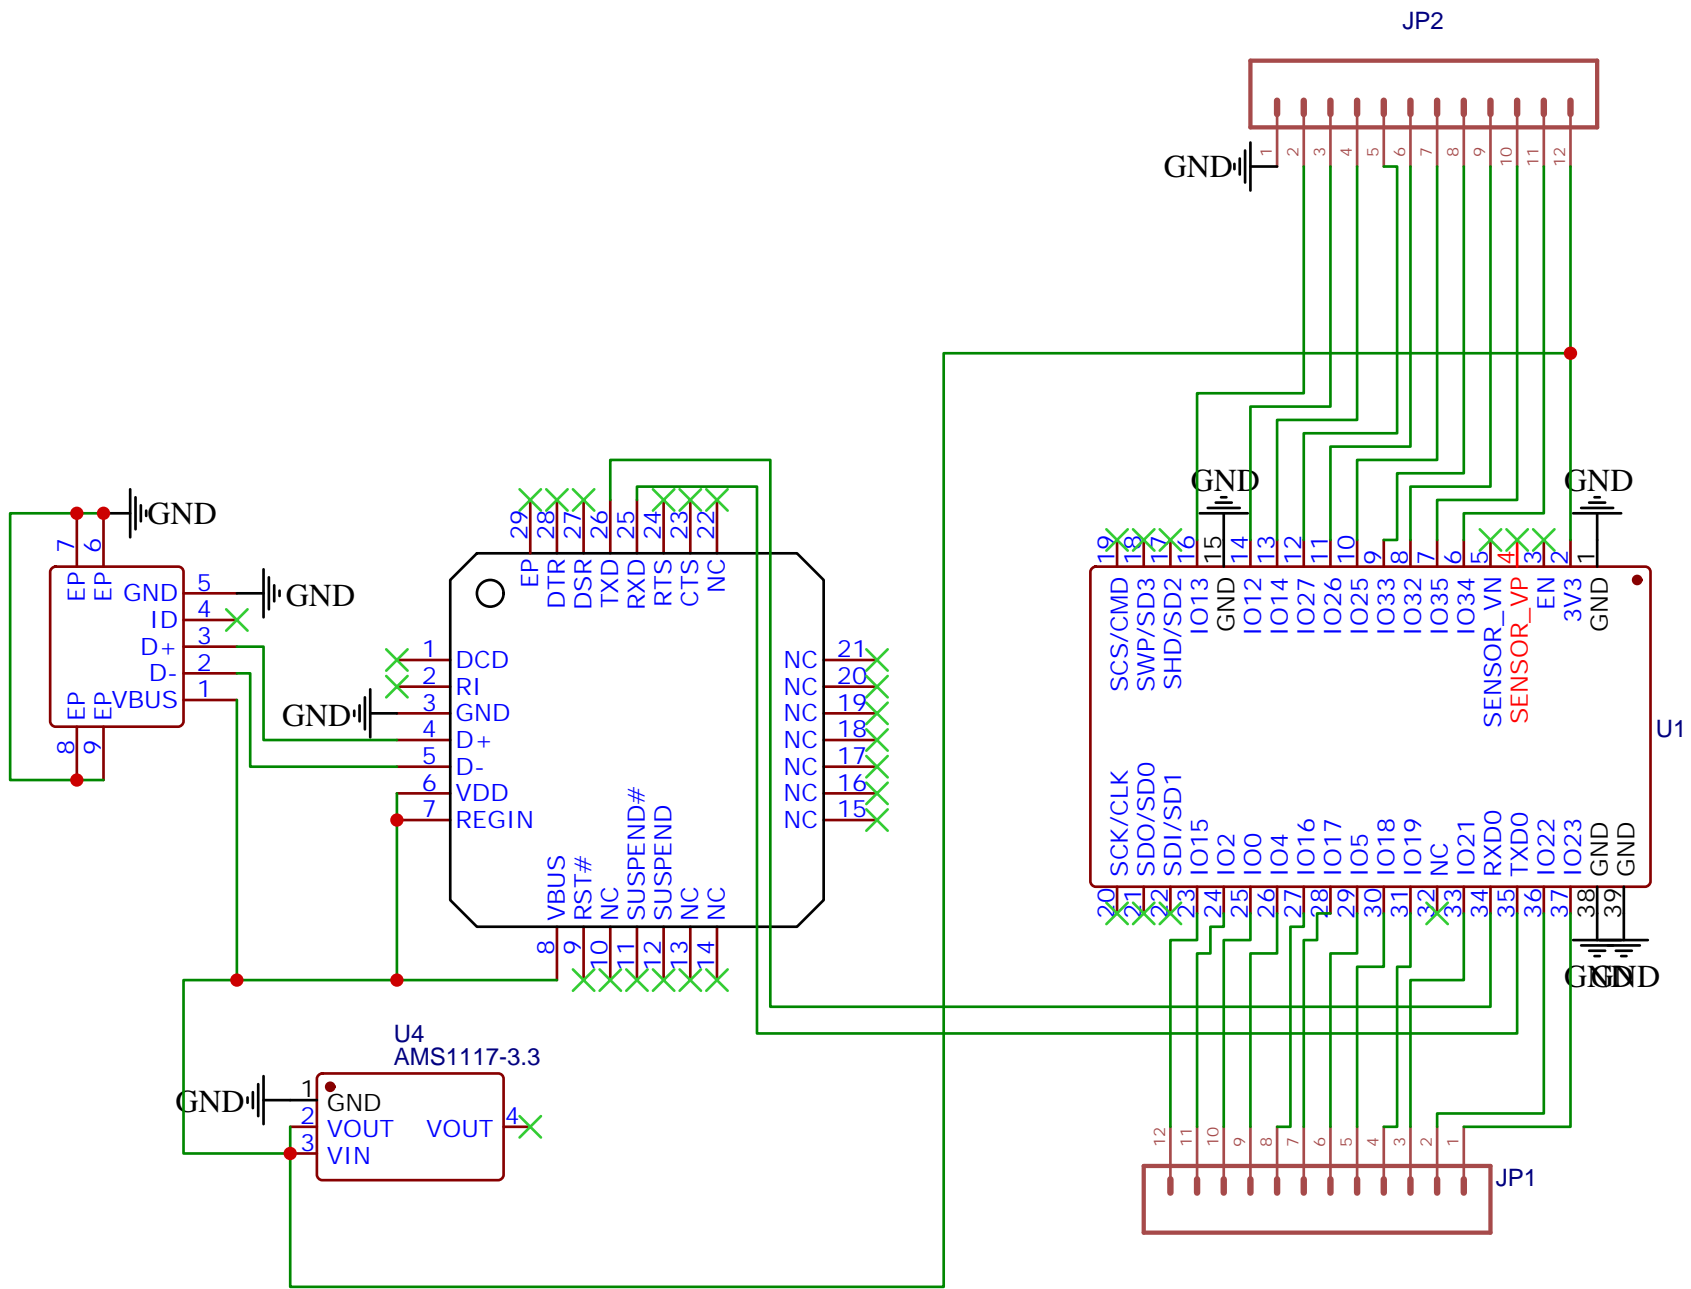 JP2
1 2 3 4 5 6 7 8 9 10 11 12
GND
GND
GND
19 18 17 16 15 14 13 12 11 10 9 8 7 6 5 4 3 2 1
SCS/CMD SWP/SD3 SHD/SD2 IO13 GND IO12 IO14 IO27 IO26 IO25 IO33 IO32 IO35 IO34 SENSOR_VN SENSOR_VP EN 3V3 GND
U1
SCK/CLK SDO/SD0 SDI/SD1 IO15 IO2 IO0 IO4 IO16 IO17 IO5 IO18 IO19 NC IO21 RXD0 TXD0 IO22 IO23 GND GND
20 21 22 23 24 25 26 27 28 29 30 31 32 33 34 35 36 37 38 39
GND
GND
GND
7 6
EP EP
GND 5
GND
ID 4
D+ 3
D- 2
VBUS 1
EP EP
8 9
29 28 27 26 25 24 23 22
EP DTR DSR TXD RXD RTS CTS NC
1 DCD
2 RI
GND
3 GND
4 D+
5 D-
6 VDD
7 REGIN
NC 21
NC 20
NC 19
NC 18
NC 17
NC 16
NC 15
VBUS RST# NC SUSPEND# SUSPEND NC NC
8 9 10 11 12 13 14
U4
AMS1117-3.3
GND
1 GND
2 VOUT
VOUT 4
3 VIN
12 11 10 9 8 7 6 5 4 3 2 1
JP1